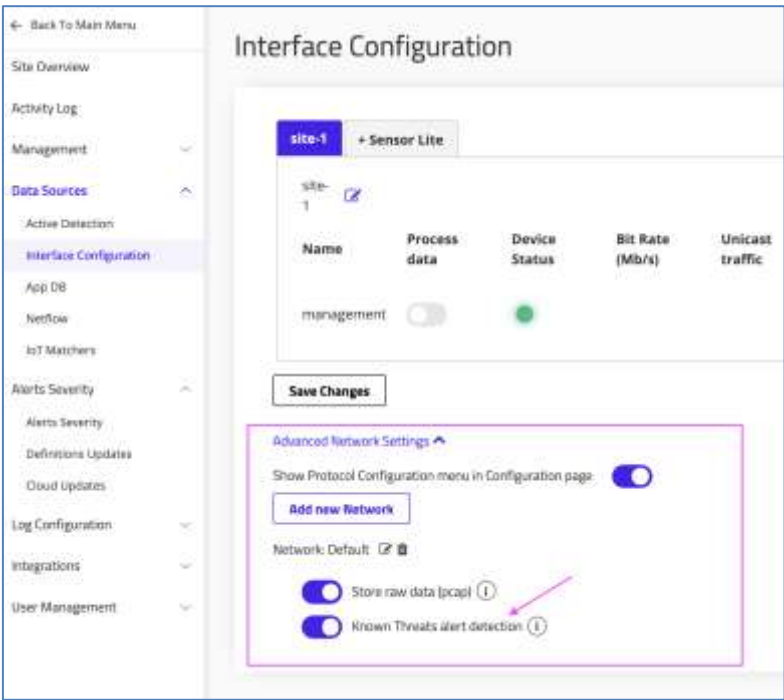 ← Back To Main Menu
Site Overview
Activity Log
Management
Data Sources
Active Detection
Interface Configuration
App DB
Netflow
IoT Matchers
Alerts Severity
Alerts Severity
Definitions Updates
Cloud Updates
Log Configuration
Integrations
User Management
Interface Configuration
site-1
+ Sensor Lite
site-
1
Name
Process
data
Device
Status
Bit Rate
(Mb/s)
Unicast
traffic
management
Save Changes
Advanced Network Settings
Show Protocol Configuration menu in Configuration page
Add new Network
Network: Default
Store raw data (pcap)
Known Threats alert detection